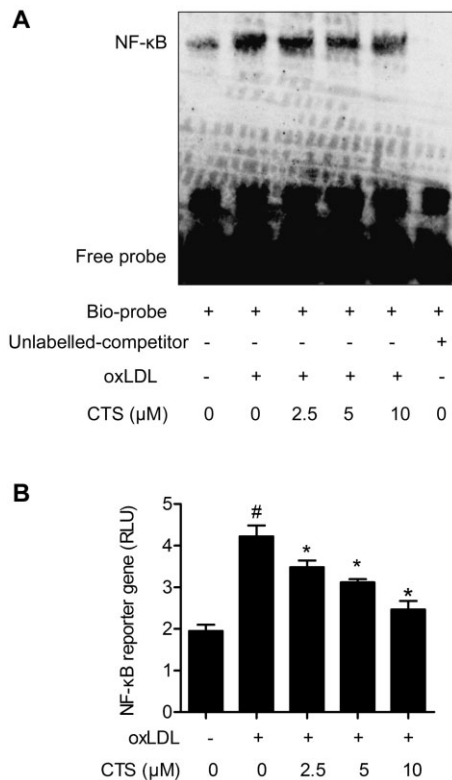 A
NF-κB
Free probe
Bio-probe + + + + + +
Unlabelled-competitor - - - - - +
oxLDL - + + + + -
CTS (μM) 0 0 2.5 5 10 0
B
NF-κB reporter gene (RLU)
5
4
3
2
1
0
#
*
*
*
oxLDL - + + + +
CTS (μM) 0 0 2.5 5 10